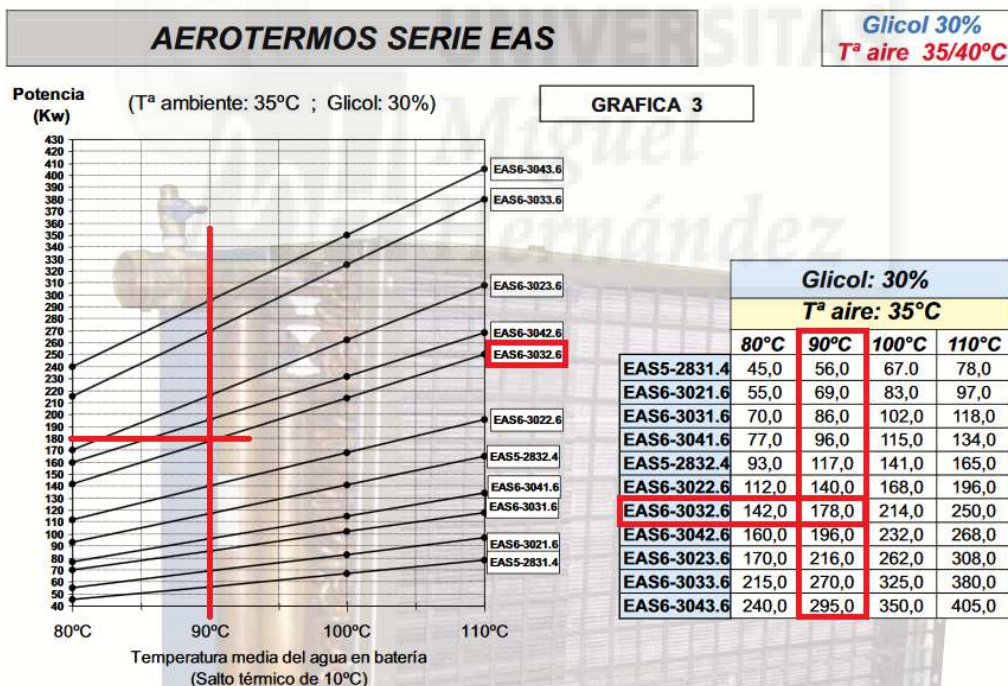 AEROTERMOS SERIE EAS
Glicol 30%
Tª aire 35/40ºC
UNIVERSITAS
Miguel
Hernández
Potencia
(Kw)
(Tª ambiente: 35ºC ; Glicol: 30%)
GRAFICA 3
430
420
410
400
390
380
370
360
350
340
330
320
310
300
290
280
270
260
250
240
230
220
210
200
190
180
170
160
150
140
130
120
110
100
90
80
70
60
50
40
EAS6-3043.6
EAS6-3033.6
EAS6-3023.6
EAS6-3042.6
EAS6-3032.6
EAS6-3022.6
EAS5-2832.4
EAS6-3041.6
EAS6-3031.6
EAS6-3021.6
EAS5-2831.4
80ºC 90ºC 100ºC 110ºC
Temperatura media del agua en batería
(Salto térmico de 10ºC)
Glicol: 30%
Tª aire: 35°C
80°C 90ºC 100°C 110°C
EAS5-2831.4 45,0 56,0 67.0 78,0
EAS6-3021.6 55,0 69,0 83,0 97,0
EAS6-3031.6 70,0 86,0 102,0 118,0
EAS6-3041.6 77,0 96,0 115,0 134,0
EAS5-2832.4 93,0 117,0 141,0 165,0
EAS6-3022.6 112,0 140,0 168,0 196,0
EAS6-3032.6 142,0 178,0 214,0 250,0
EAS6-3042.6 160,0 196,0 232,0 268,0
EAS6-3023.6 170,0 216,0 262,0 308,0
EAS6-3033.6 215,0 270,0 325,0 380,0
EAS6-3043.6 240,0 295,0 350,0 405,0